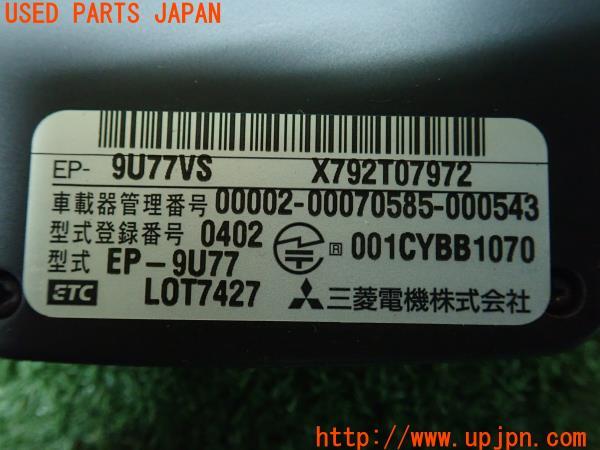 USED PARTS JAPAN
EP- 9U77VS X792T07972
車載器管理番号 00002-00070585-000543
型式登録番号 0402 R 001CYBB1070
型式 EP-9U77
ETC LOT7427 三菱電機株式会社
http://www.upjpn.com/